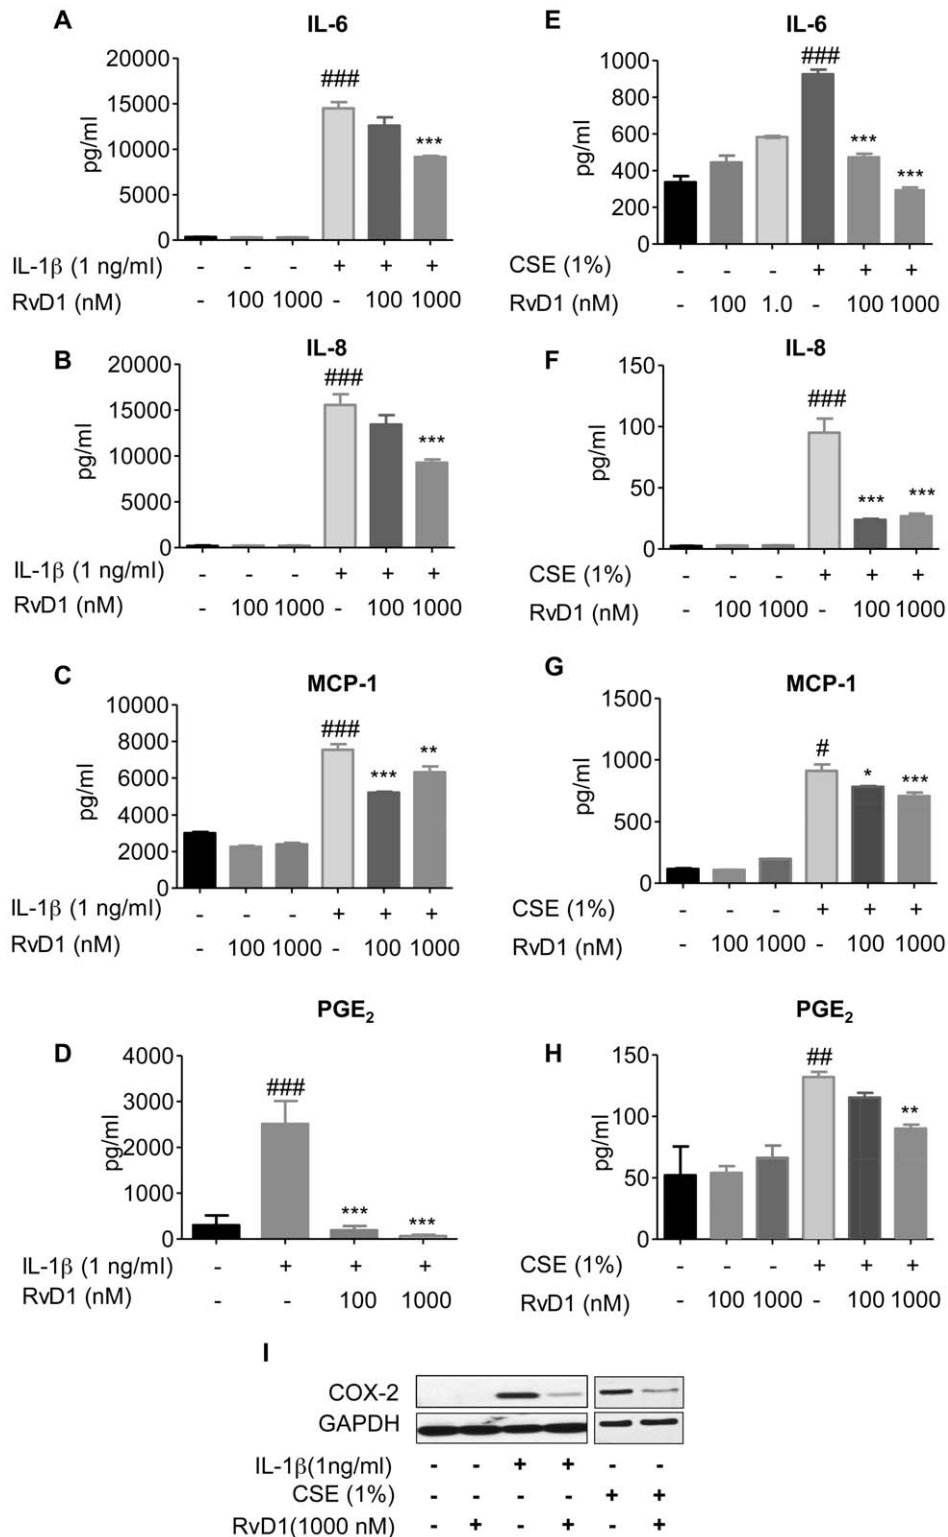 A
IL-6
###
***
20000
15000
10000
5000
0
pg/ml
IL-1β (1 ng/ml) - - - + + +
RvD1 (nM) - 100 1000 - 100 1000
E
IL-6
###
***
***
1000
800
600
400
200
0
pg/ml
CSE (1%) - - - + + +
RvD1 (nM) - 100 1.0 - 100 1000
B
IL-8
###
***
20000
15000
10000
5000
0
pg/ml
IL-1β (1 ng/ml) - - - + + +
RvD1 (nM) - 100 1000 - 100 1000
F
IL-8
###
***
***
150
100
50
0
pg/ml
CSE (1%) - - - + + +
RvD1 (nM) - 100 1000 - 100 1000
C
MCP-1
###
***
**
10000
8000
6000
4000
2000
0
pg/ml
IL-1β (1 ng/ml) - - - + + +
RvD1 (nM) - 100 1000 - 100 1000
G
MCP-1
#
*
***
1500
1000
500
0
pg/ml
CSE (1%) - - - + + +
RvD1 (nM) - 100 1000 - 100 1000
D
PGE₂
###
***
***
4000
3000
2000
1000
0
pg/ml
IL-1β (1 ng/ml) - + + +
RvD1 (nM) - - 100 1000
H
PGE₂
##
**
150
100
50
0
pg/ml
CSE (1%) - - - + + +
RvD1 (nM) - 100 1000 - 100 1000
I
COX-2
GAPDH
IL-1β(1ng/ml) - - + + - -
CSE (1%) - - - - + +
RvD1(1000 nM) - + - + - +